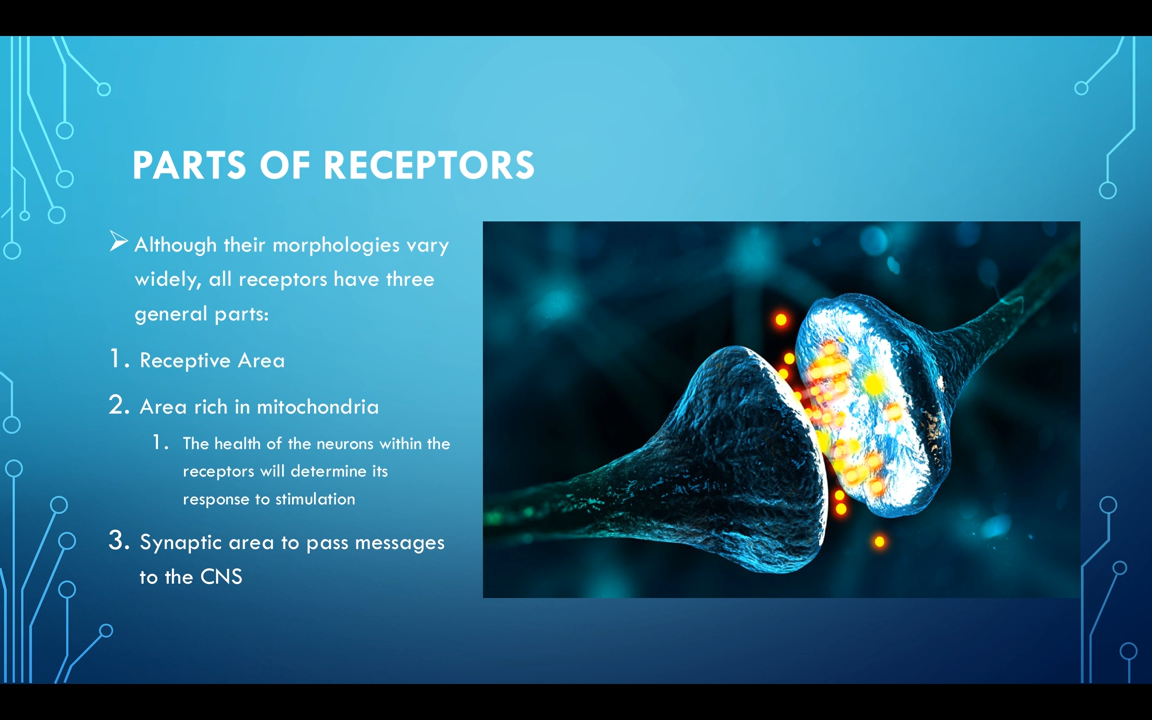 PARTS OF RECEPTORS
Although their morphologies vary
widely, all receptors have three
general parts:
1. Receptive Area
2. Area rich in mitochondria
1. The health of the neurons within the
receptors will determine its
response to stimulation
3. Synaptic area to pass messages
to the CNS